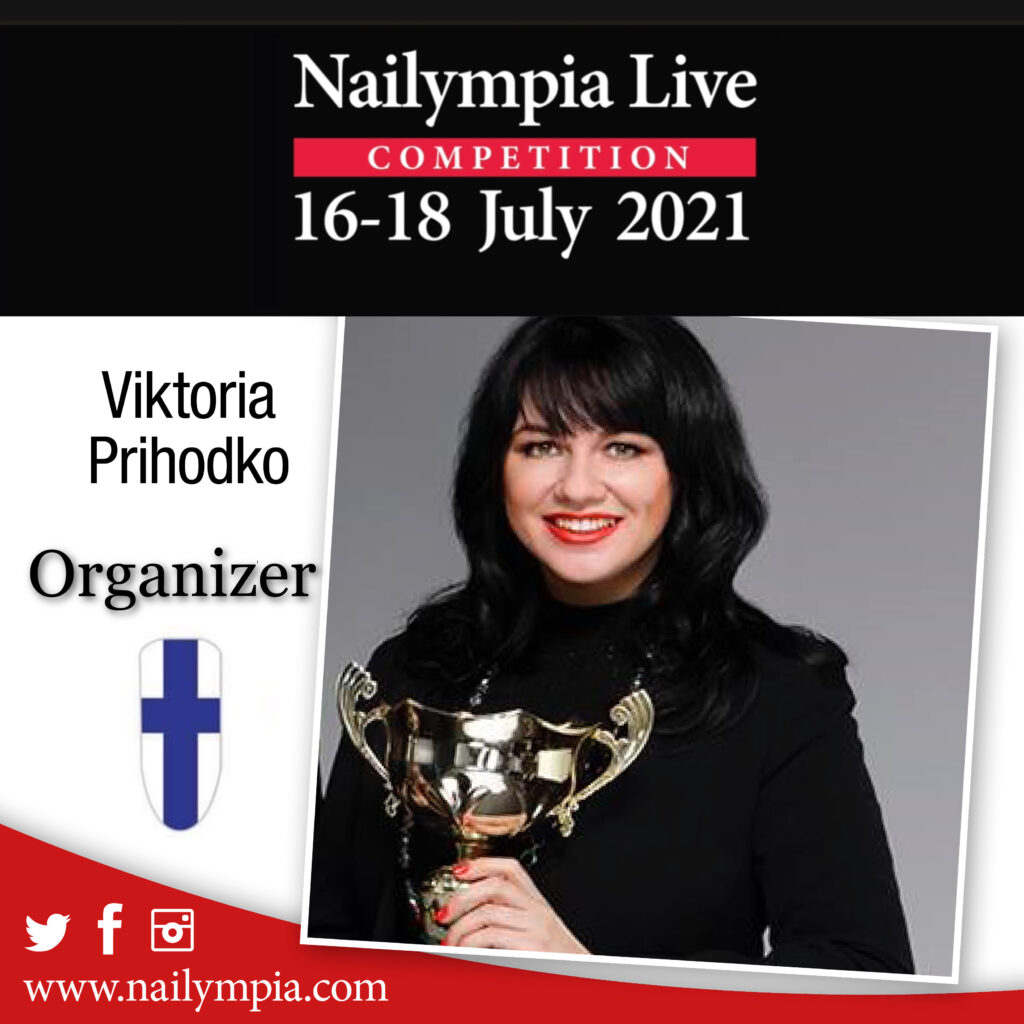 Nailympia Live
COMPETITION
16-18 July 2021
Viktoria
Prihodko
Organizer
www.nailympia.com